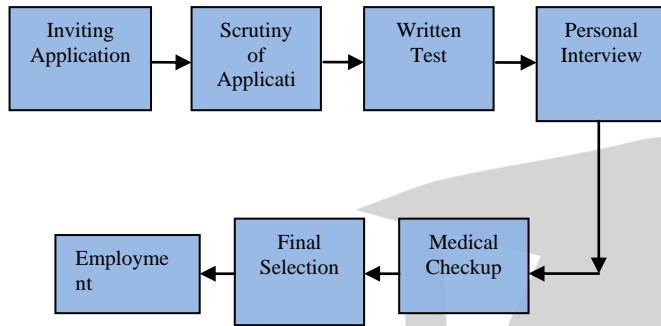 Inviting
Application
Scrutiny
of
Applicati
Written
Test
Personal
Interview
Medical
Checkup
Final
Selection
Employme
nt